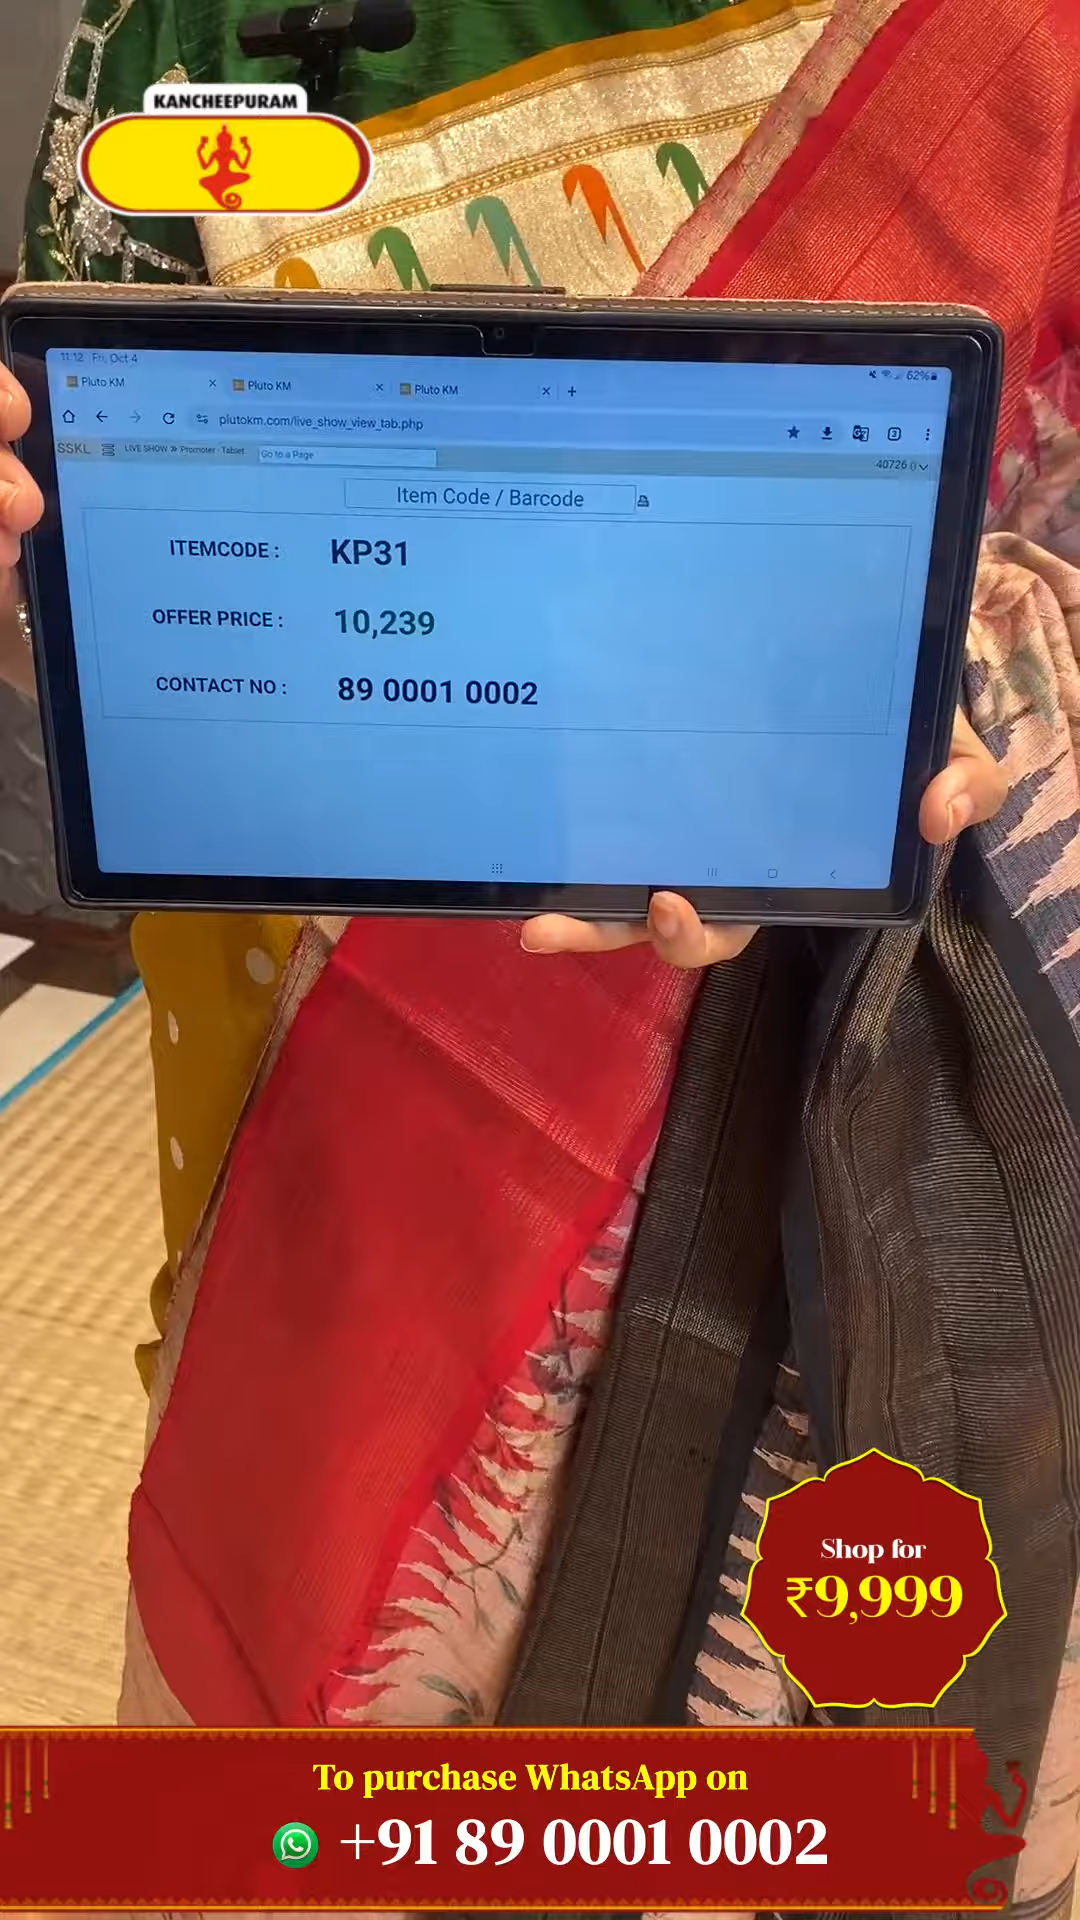 KANCHEEPURAM
11:12 Fri, Oct 4
62%
Pluto KM
Pluto KM
Pluto KM
plutokm.com/live_show_view_tab.php
3
SSKL
LIVE SHOW » Promoter - Tablet
Go to a Page
40726 ()
Item Code / Barcode
ITEMCODE : KP31
OFFER PRICE : 10,239
CONTACT NO : 89 0001 0002
Shop for
₹9,999
To purchase WhatsApp on
+91 89 0001 0002